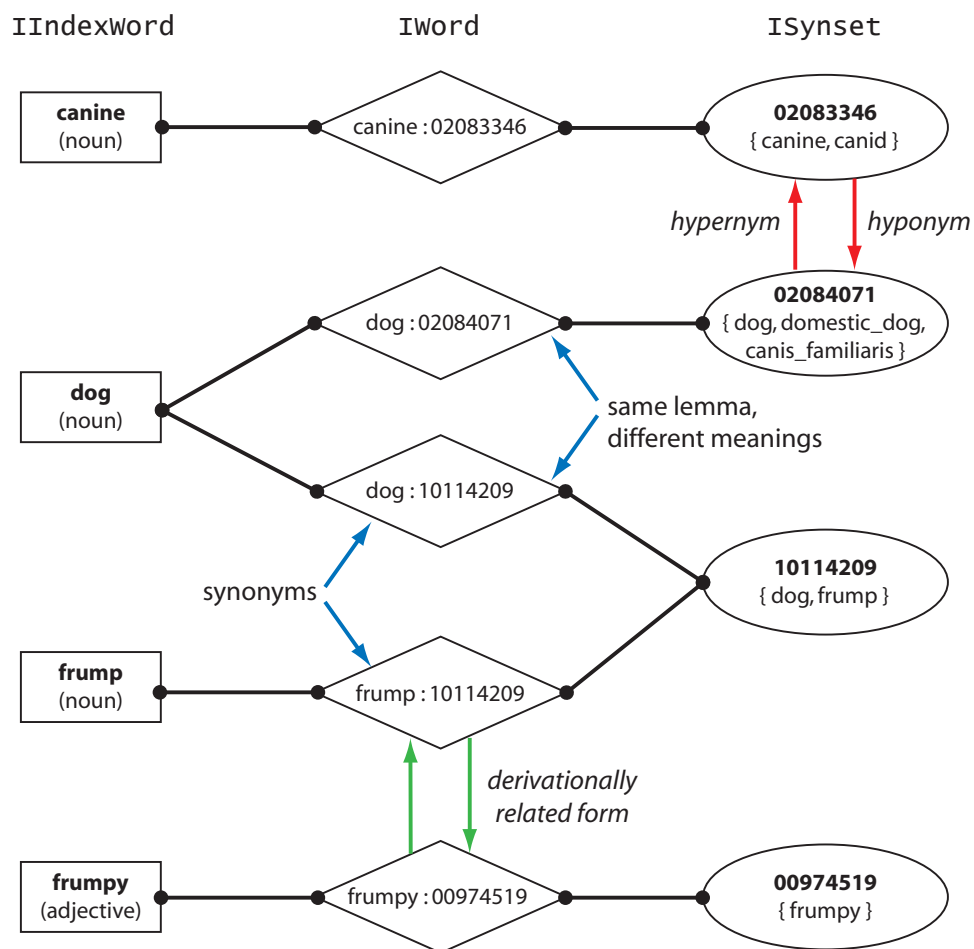 IIndexWord IWord ISynset
canine
(noun)
canine : 02083346
02083346
{ canine, canid }
hypernym
hyponym
dog : 02084071
02084071
{ dog, domestic_dog,
canis_familiaris }
dog
(noun)
same lemma,
different meanings
dog : 10114209
synonyms
10114209
{ dog, frump }
frump
(noun)
frump : 10114209
derivationally
related form
frumpy
(adjective)
frumpy : 00974519
00974519
{ frumpy }